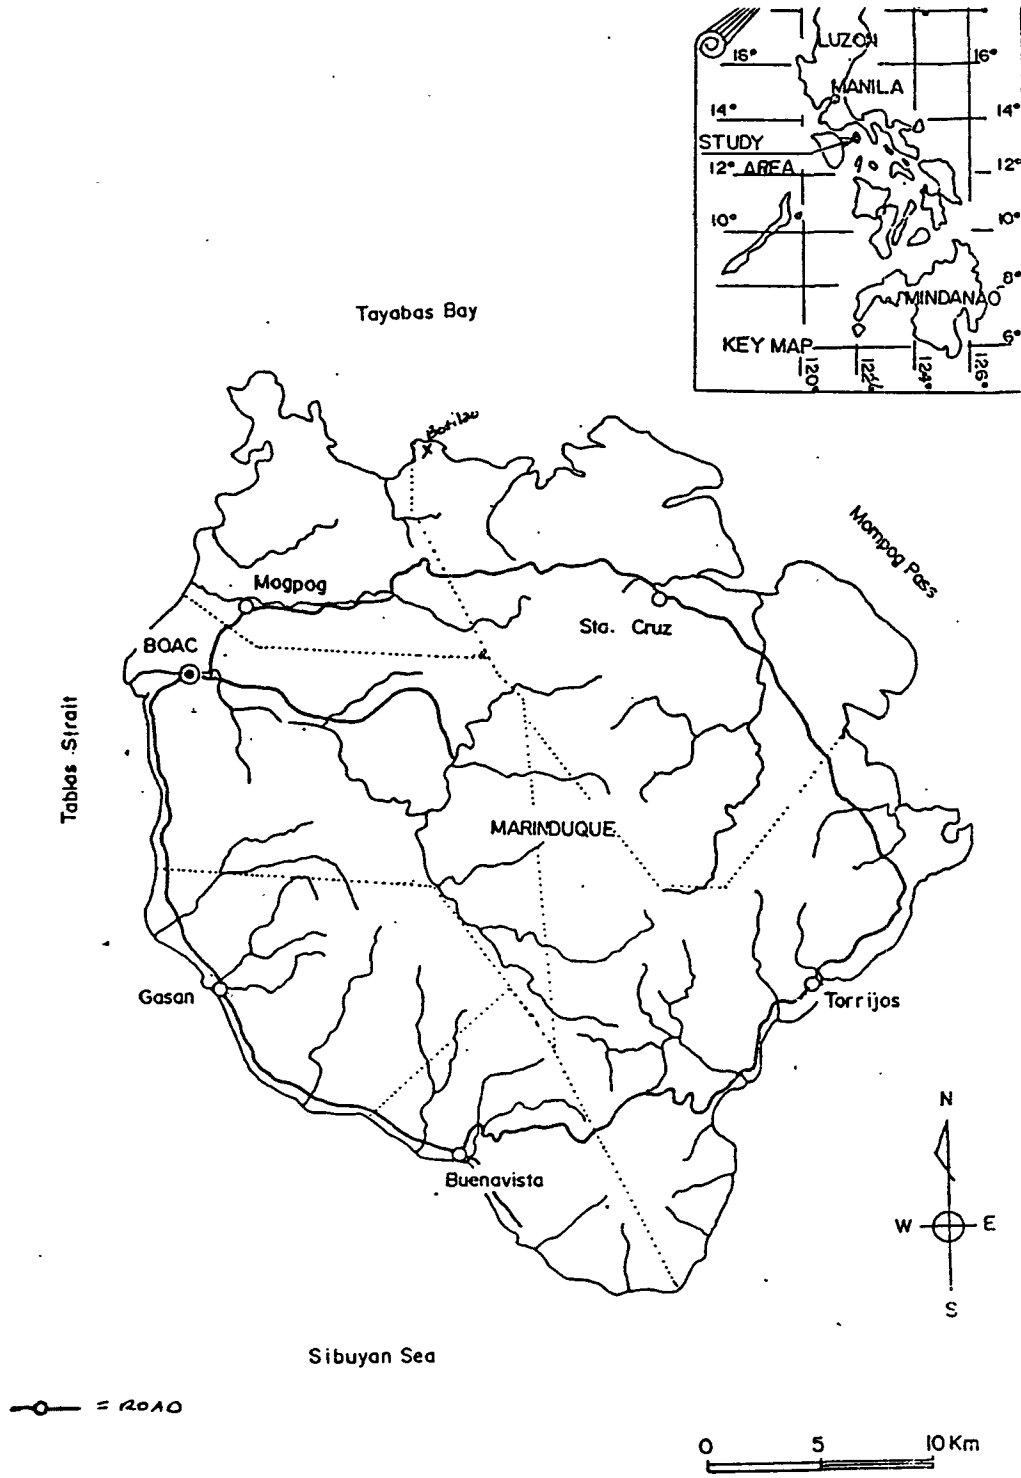 LUZON
16°
16°
MANILA
14°
14°
STUDY
AREA
12°
12°
10°
10°
8°
MINDANAO
6°
KEY MAP
120°
122°
124°
126°
Tayabas Bay
Mompog Pass
Mogpog
BOAC
Sta. Cruz
Tablas Strait
MARINDUQUE
Gasan
Torrijos
Buenavista
N
W
E
S
Sibuyan Sea
= ROAD
0 5 10 Km